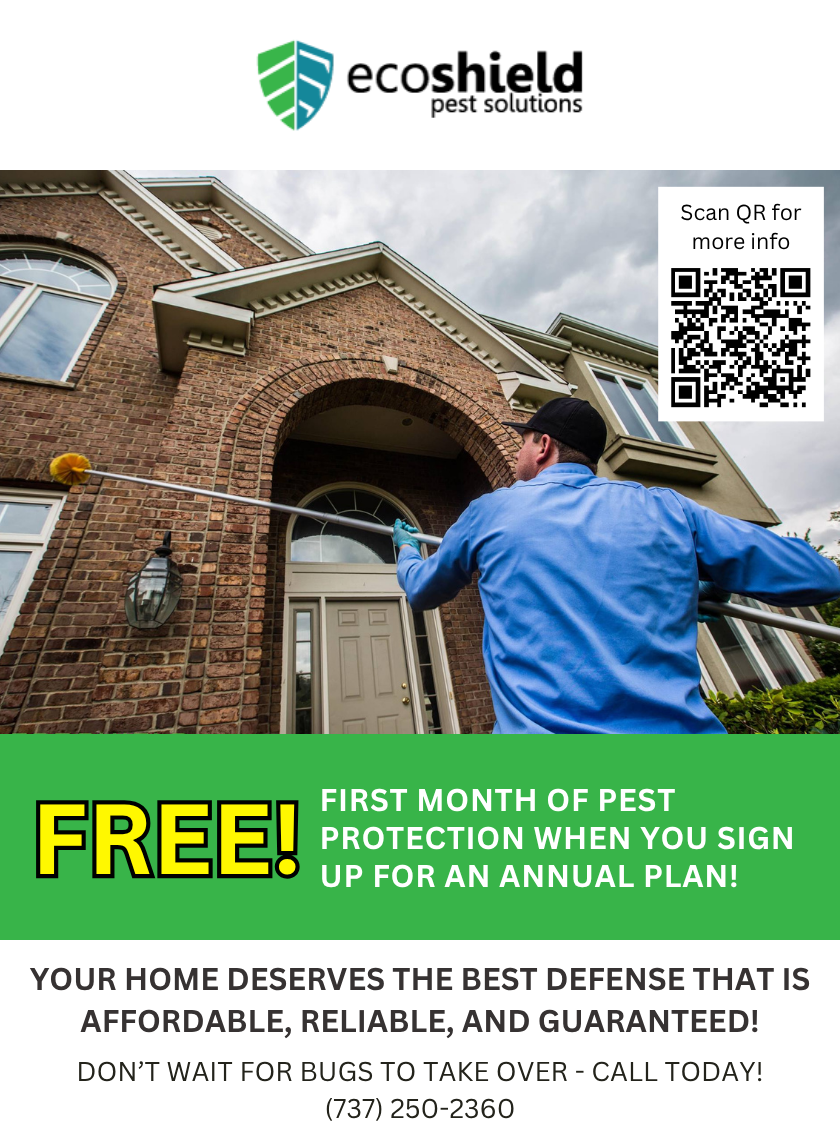 ecoshield
pest solutions
Scan QR for
more info
FREE!
FIRST MONTH OF PEST
PROTECTION WHEN YOU SIGN
UP FOR AN ANNUAL PLAN!
YOUR HOME DESERVES THE BEST DEFENSE THAT IS
AFFORDABLE, RELIABLE, AND GUARANTEED!
DON’T WAIT FOR BUGS TO TAKE OVER - CALL TODAY!
(737) 250-2360